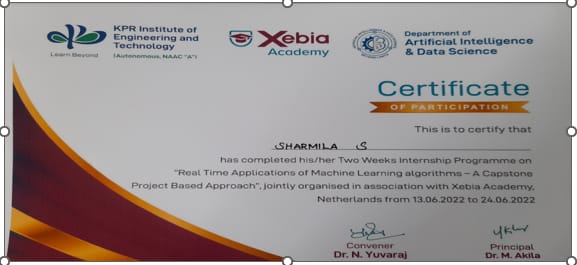 KPR Institute of
Engineering and
Technology
(Autonomous, NAAC "A")
Learn Beyond
Xebia
Academy
Department of
Artificial Intelligence
& Data Science
Certificate
OF PARTICIPATION
This is to certify that
SHARMILA S
has completed his/her Two Weeks Internship Programme on
"Real Time Applications of Machine Learning algorithms – A Capstone
Project Based Approach", jointly organised in association with Xebia Academy,
Netherlands from 13.06.2022 to 24.06.2022
Convener
Dr. N. Yuvaraj
Principal
Dr. M. Akila